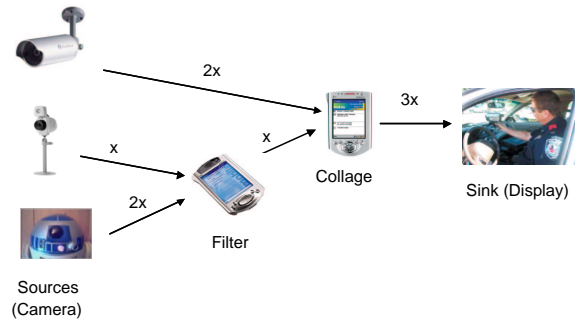 2x
3x
x
x
Collage
Sink (Display)
2x
Filter
Sources
(Camera)